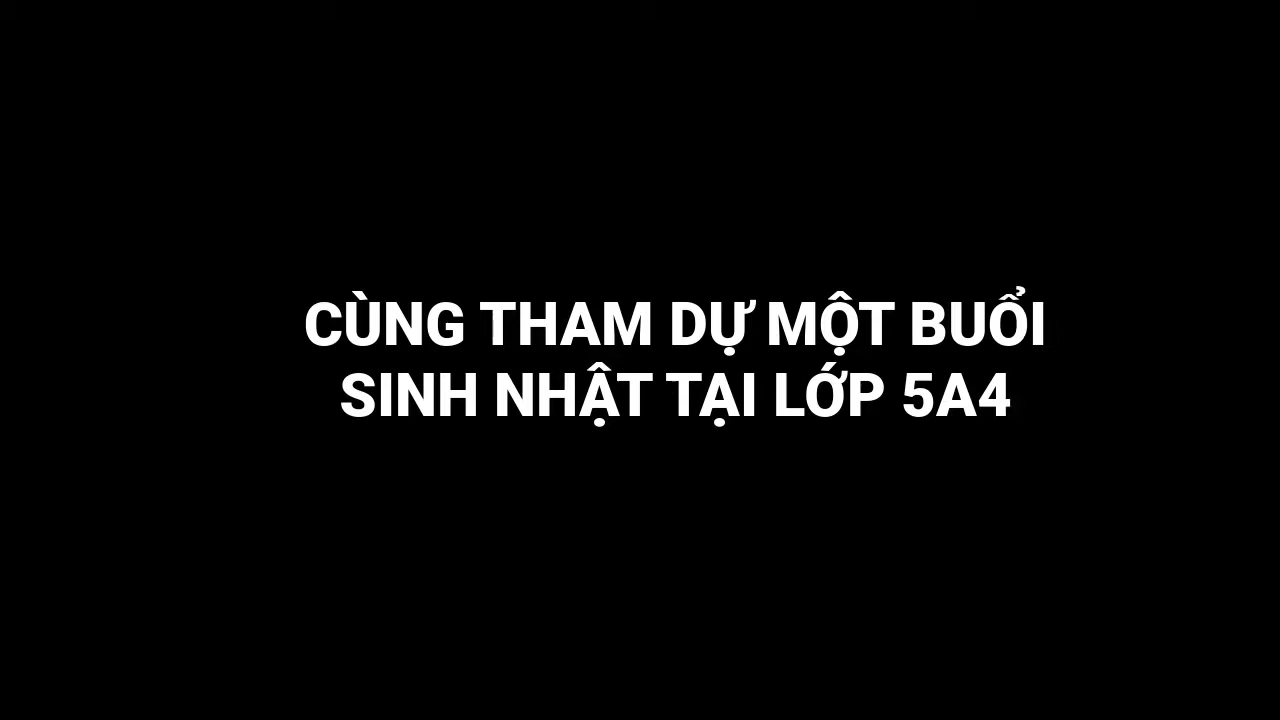 CÙNG THAM DỰ MỘT BUỔI
SINH NHẬT TẠI LỚP 5A4